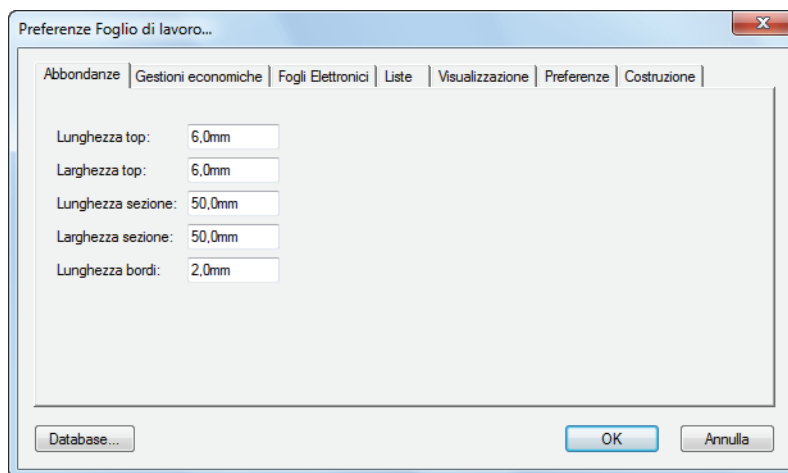 Preferenze Foglio di lavoro...
Abbondanze Gestioni economiche Fogli Elettronici Liste Visualizzazione Preferenze Costruzione
Lunghezza top: 6,0mm
Larghezza top: 6,0mm
Lunghezza sezione: 50,0mm
Larghezza sezione: 50,0mm
Lunghezza bordi: 2,0mm
Database... OK Annulla